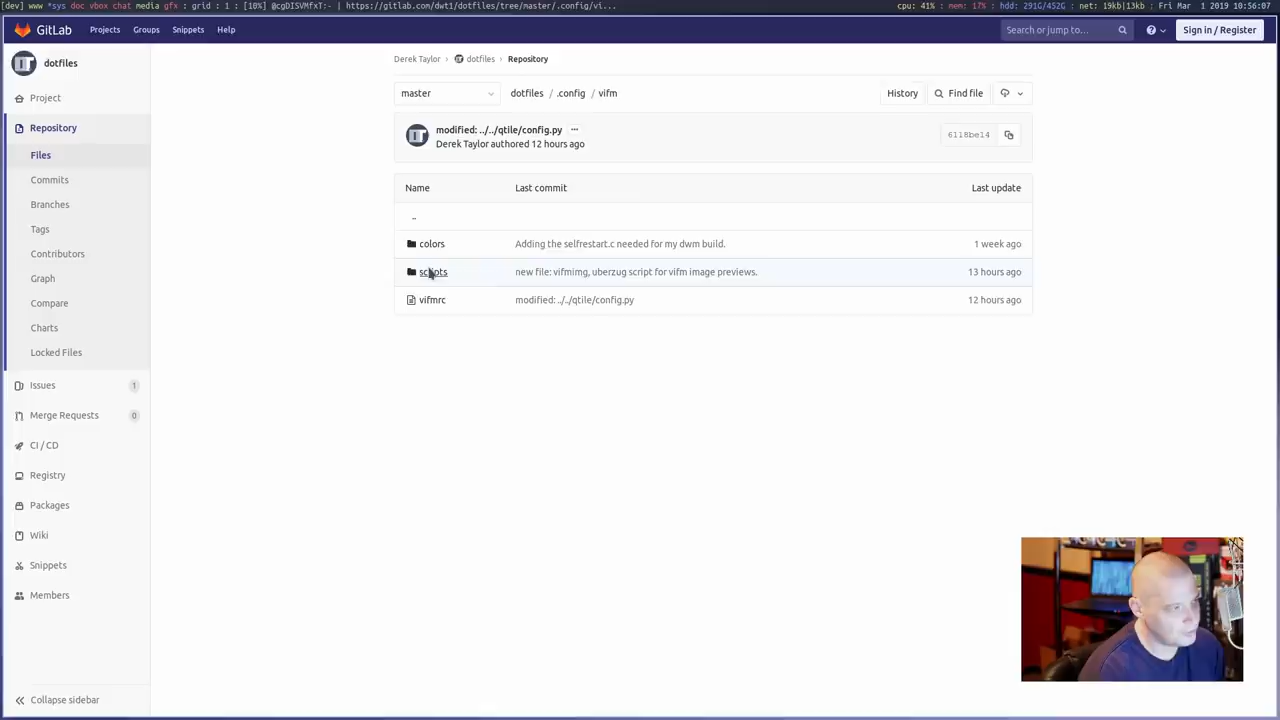 [dev] www *sys doc vbox chat media gfx : grid : 1 : [10%] @cgDISVMfxT:- | https://gitlab.com/dwt1/dotfiles/tree/master/.config/vi...
cpu: 41% : mem: 17% : hdd: 291G/452G : net: 19kb|13kb : Fri Mar 1 2019 10:56:07
GitLab Projects Groups Snippets Help Search or jump to... Sign in / Register
dotfiles
Project
Repository
Files
Commits
Branches
Tags
Contributors
Graph
Compare
Charts
Locked Files
Issues 1
Merge Requests 0
CI / CD
Registry
Packages
Wiki
Snippets
Members
Collapse sidebar
Derek Taylor > dotfiles > Repository
master dotfiles / .config / vifm History Find file
modified: ../../qtile/config.py ...
Derek Taylor authored 12 hours ago
6118be14
Name Last commit Last update
..
colors Adding the selfrestart.c needed for my dwm build. 1 week ago
scripts new file: vifmimg, uberzug script for vifm image previews. 13 hours ago
vifmrc modified: ../../qtile/config.py 12 hours ago